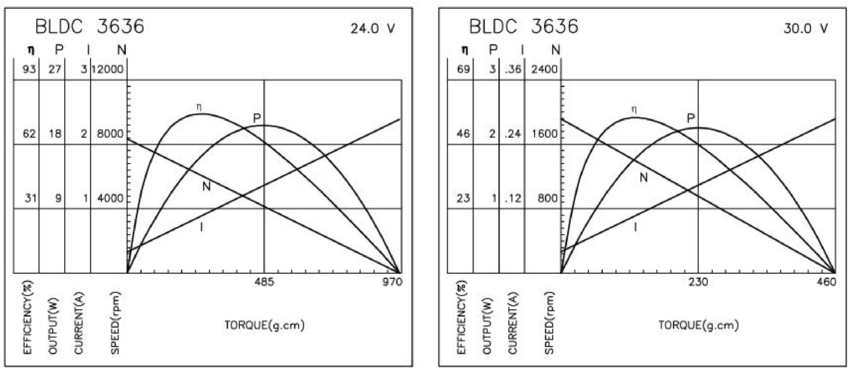 BLDC 3636 24.0 V
η P I N
93 27 3 12000
η
P
62 18 2 8000
N
31 9 1 4000
I
485 970
EFFICIENCY(%) OUTPUT(W) CURRENT(A) SPEED(rpm)
TORQUE(g.cm)
BLDC 3636 30.0 V
η P I N
69 3 .36 2400
η
P
46 2 .24 1600
N
23 1 .12 800
I
230 460
EFFICIENCY(%) OUTPUT(W) CURRENT(A) SPEED(rpm)
TORQUE(g.cm)